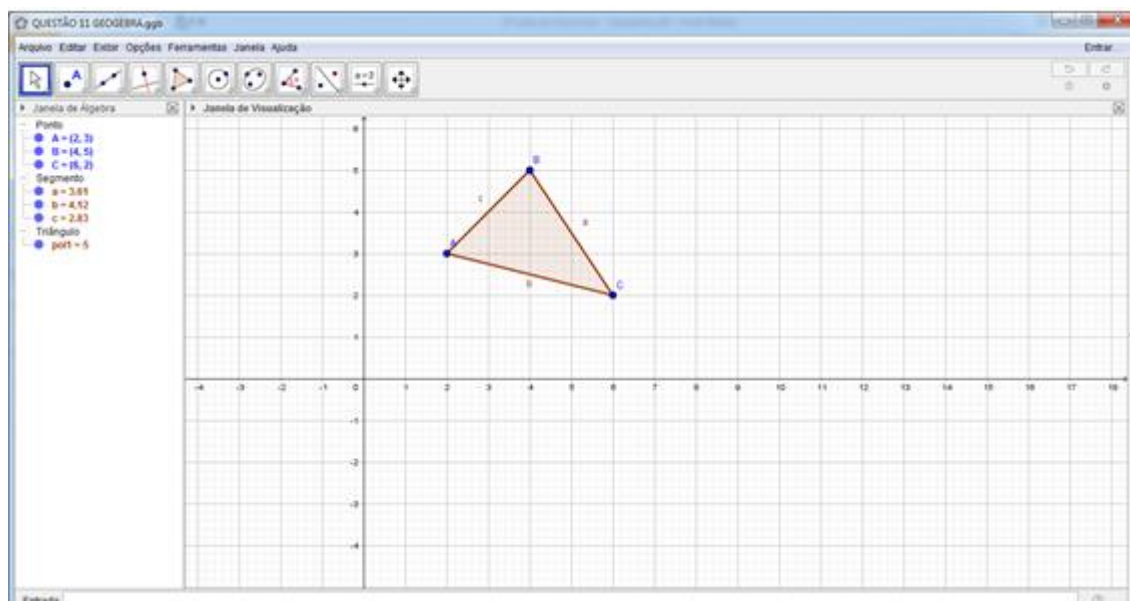 QUESTÃO 11 GEOGEBRA.ggb
Arquivo Editar Exibir Opções Ferramentas Janela Ajuda
Entrar...
a = 2
Janela de Álgebra
Janela de Visualização
Ponto
A = (2, 3)
B = (4, 5)
C = (6, 2)
Segmento
a = 3,61
b = 4,12
c = 2,83
Triângulo
pol1 = 5
6
5
4
3
2
1
0
-1
-2
-3
-4
-4 -3 -2 -1 0 1 2 3 4 5 6 7 8 9 10 11 12 13 14 15 16 17 18
B
c
a
A
b
C
Entrada